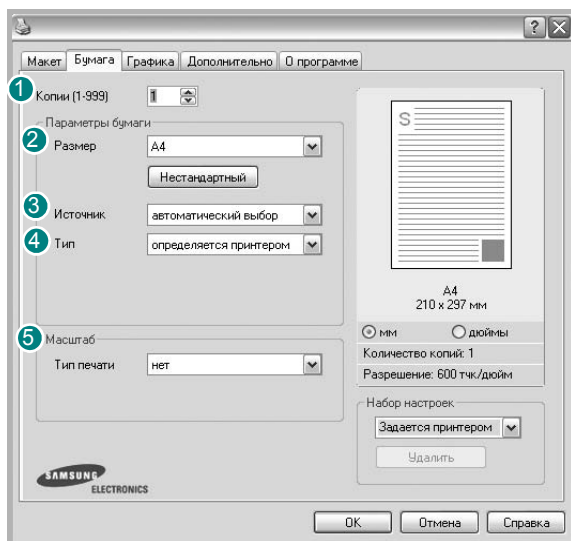 ?
Макет Бумага Графика Дополнительно О программе
1 Копии (1-999) 1
Параметры бумаги
2 Размер A4
Нестандартный
3 Источник автоматический выбор
4 Тип определяется принтером
5 Масштаб
Тип печати нет
SAMSUNG
ELECTRONICS
S
A4
210 x 297 мм
мм дюймы
Количество копий: 1
Разрешение: 600 тчк/дюйм
Набор настроек
Задается принтером
Удалить
OK Отмена Справка